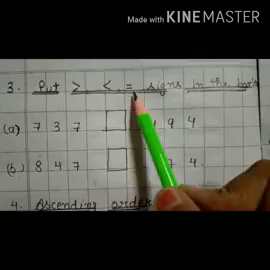 Made with KINEMASTER
3. Put > < = signs in the
(a) 7 3 7 9 4
(b) 8 4 7 7 4
4. Ascending order